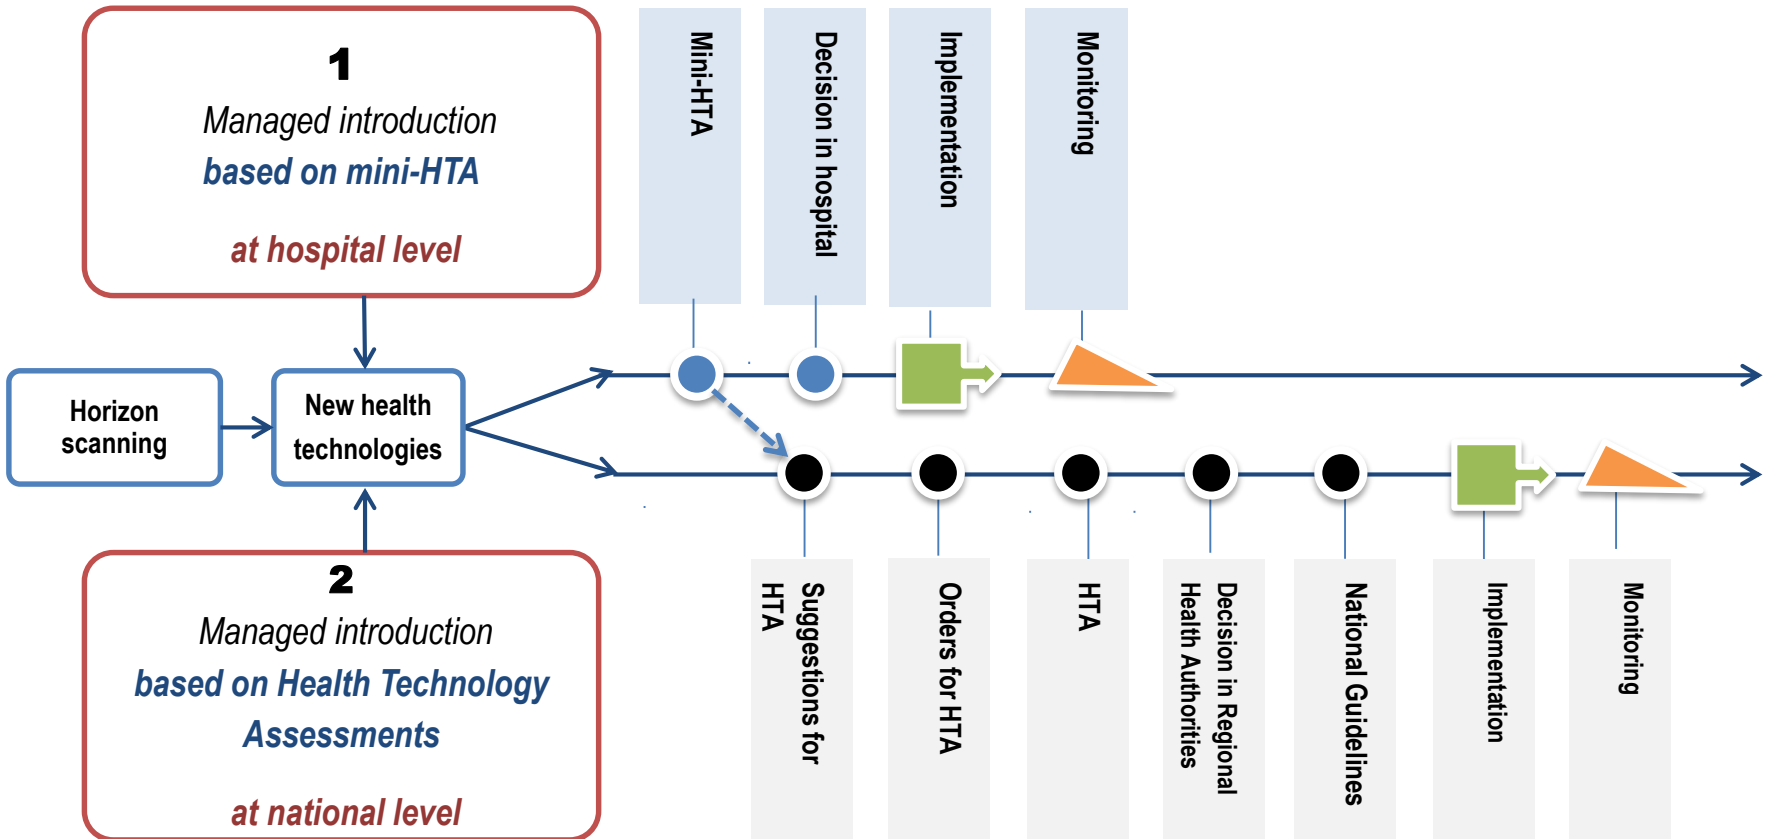 1
Managed introduction
based on mini-HTA
at hospital level
Mini-HTA
Decision in hospital
Implementation
Monitoring
Horizon
scanning
New health
technologies
2
Managed introduction
based on Health Technology
Assessments
at national level
Suggestions for
HTA
Orders for HTA
HTA
Decision in Regional
Health Authorities
National Guidelines
Implementation
Monitoring